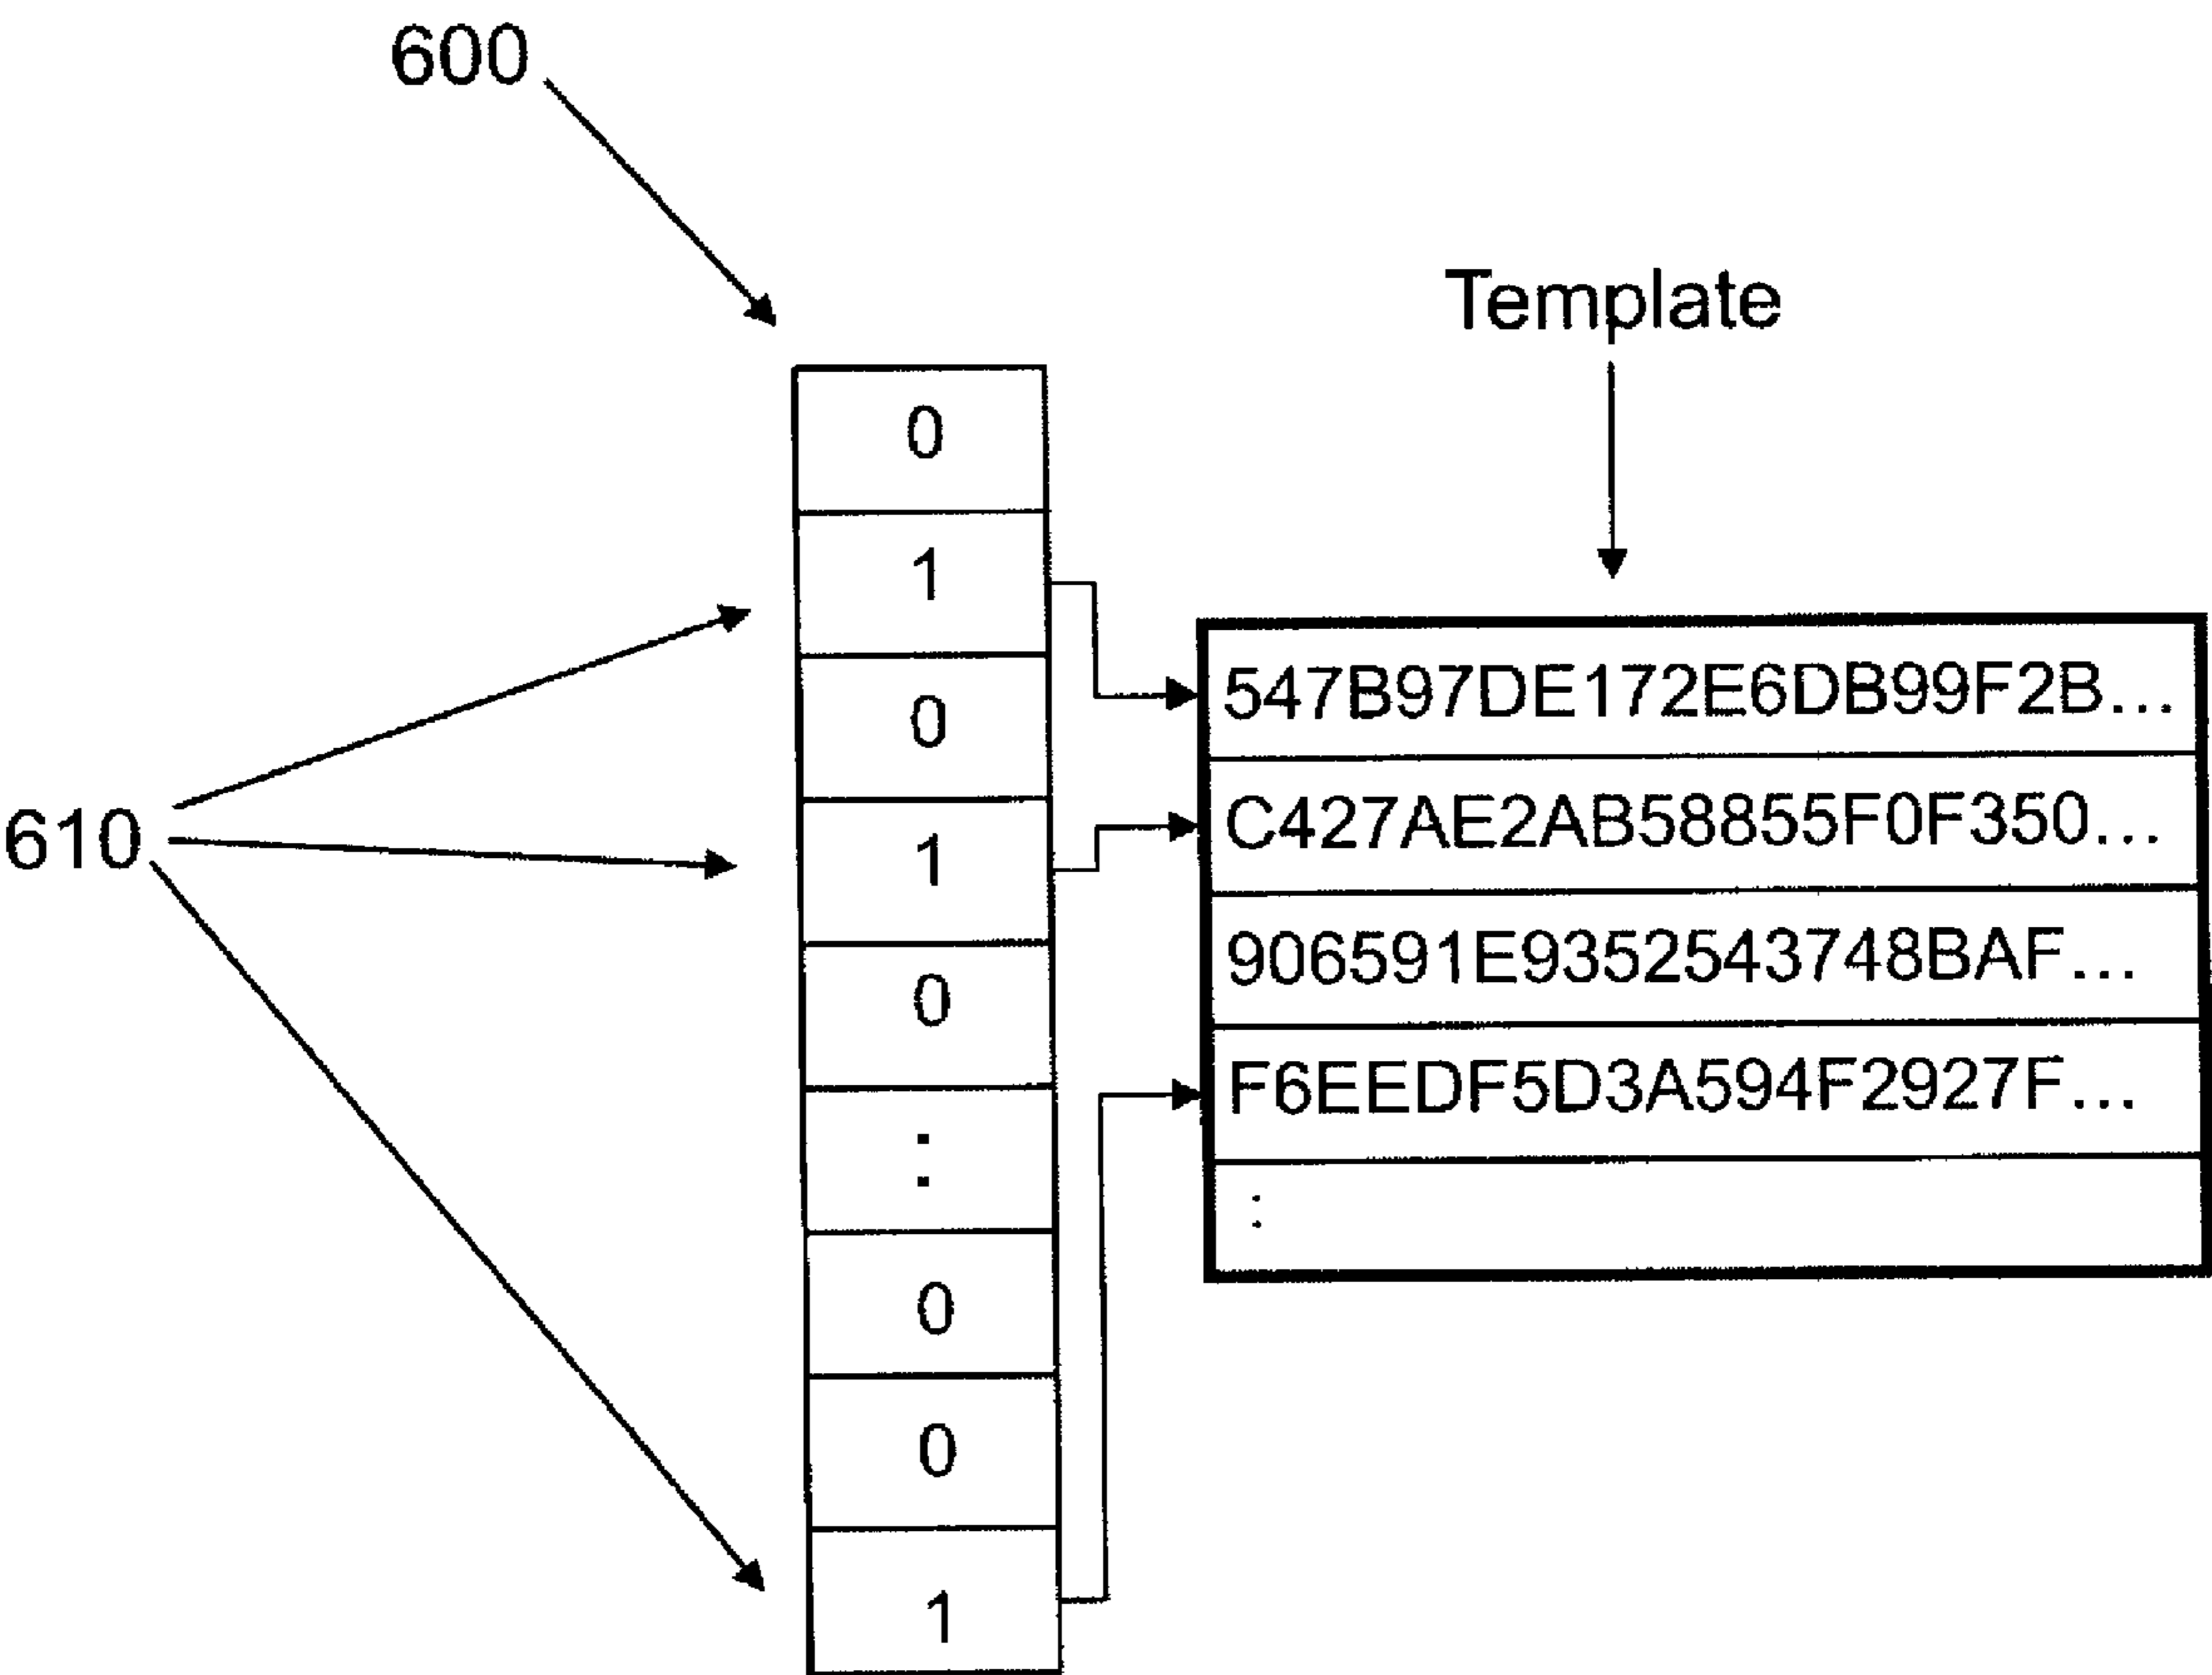 600
Template
0
1
0
1
0
:
0
0
1
547B97DE172E6DB99F2B...
C427AE2AB58855F0F350...
906591E9352543748BAF...
F6EEDF5D3A594F2927F...
:
610